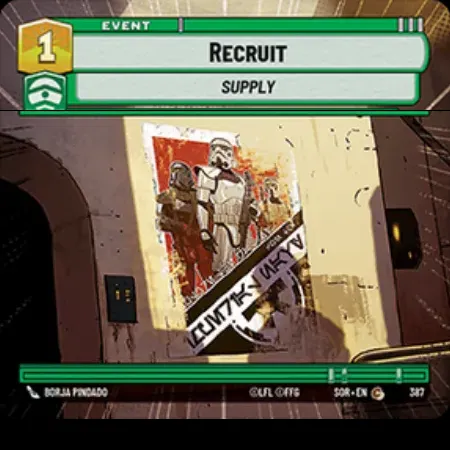 EVENT
1
RECRUIT
SUPPLY
BORJA PINDADO
©LFL ©FFG
SOR • EN
C
387